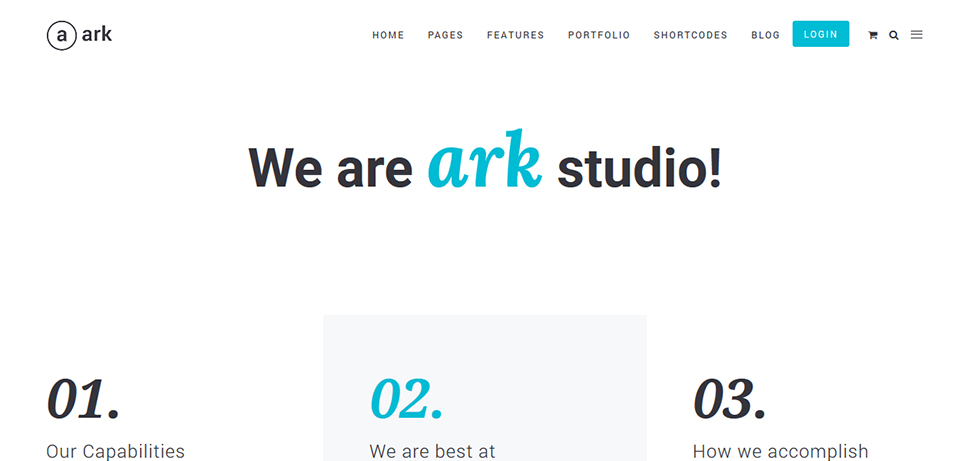 a ark
HOME PAGES FEATURES PORTFOLIO SHORTCODES BLOG LOGIN
We are ark studio!
01.
Our Capabilities
02.
We are best at
03.
How we accomplish